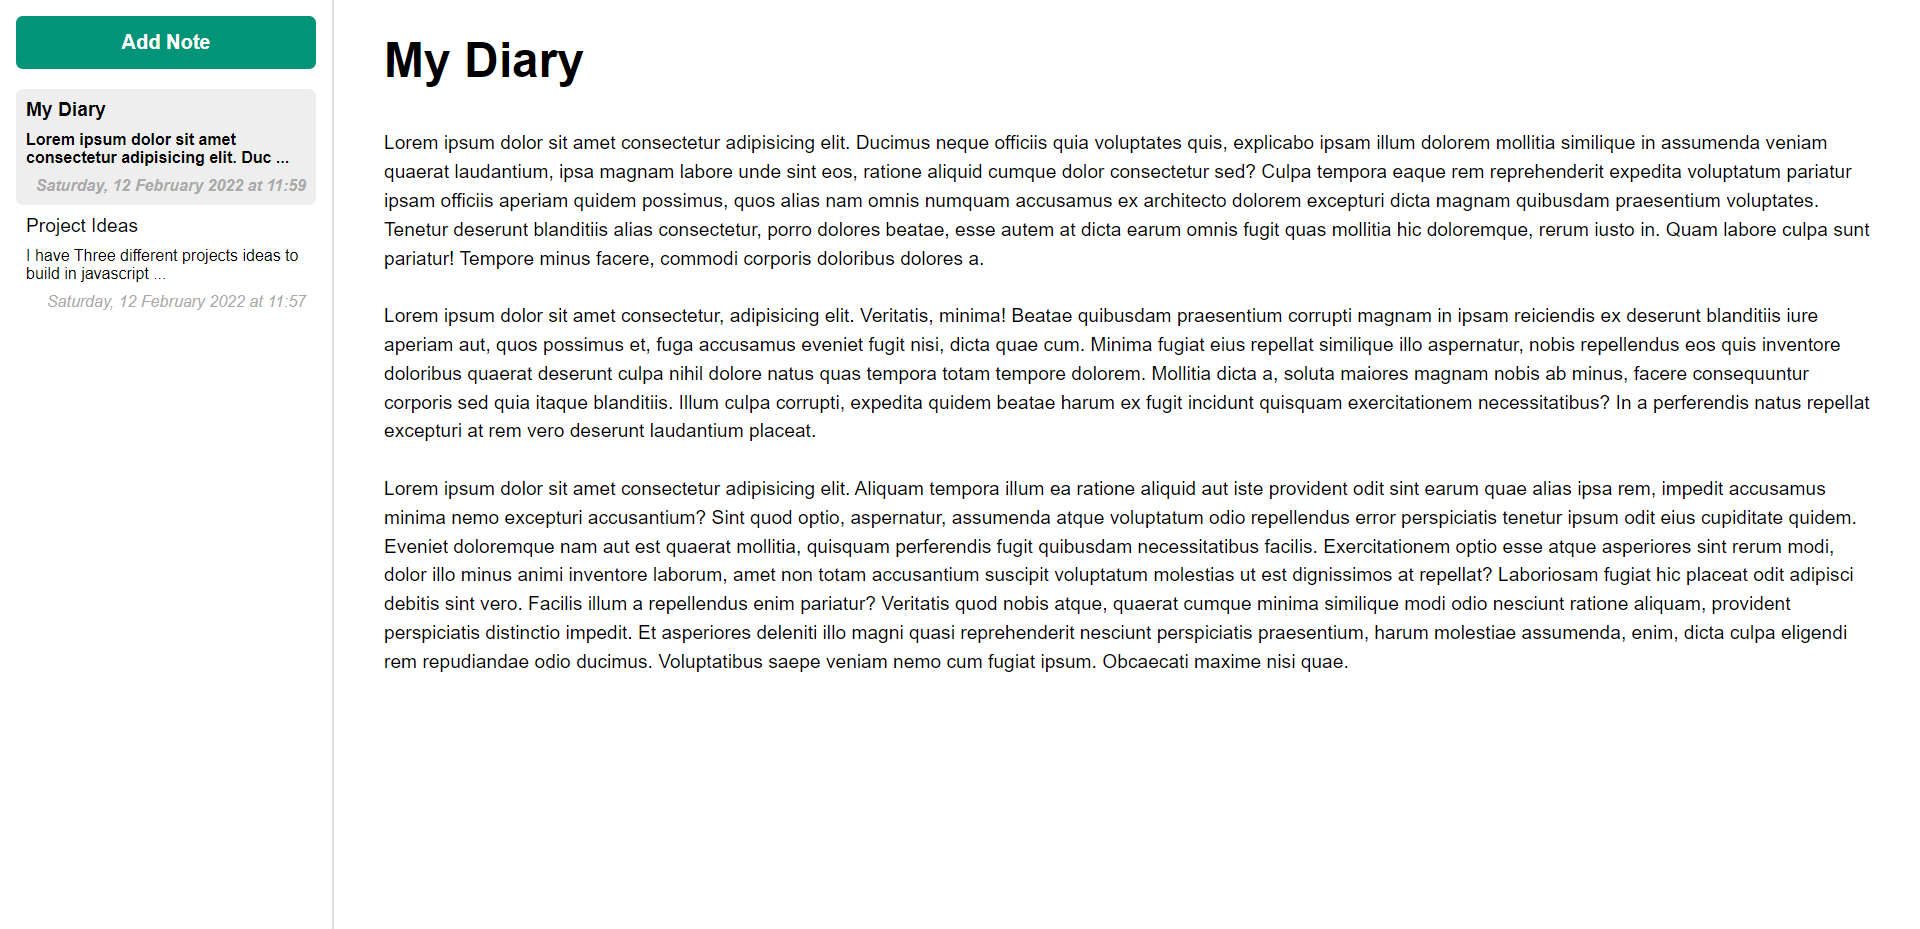 Add Note
My Diary
Lorem ipsum dolor sit amet
consectetur adipisicing elit. Duc ...
Saturday, 12 February 2022 at 11:59
Project Ideas
I have Three different projects ideas to
build in javascript ...
Saturday, 12 February 2022 at 11:57
My Diary
Lorem ipsum dolor sit amet consectetur adipisicing elit. Ducimus neque officiis quia voluptates quis, explicabo ipsam illum dolorem mollitia similique in assumenda veniam
quaerat laudantium, ipsa magnam labore unde sint eos, ratione aliquid cumque dolor consectetur sed? Culpa tempora eaque rem reprehenderit expedita voluptatum pariatur
ipsam officiis aperiam quidem possimus, quos alias nam omnis numquam accusamus ex architecto dolorem excepturi dicta magnam quibusdam praesentium voluptates.
Tenetur deserunt blanditiis alias consectetur, porro dolores beatae, esse autem at dicta earum omnis fugit quas mollitia hic doloremque, rerum iusto in. Quam labore culpa sunt
pariatur! Tempore minus facere, commodi corporis doloribus dolores a.
Lorem ipsum dolor sit amet consectetur, adipisicing elit. Veritatis, minima! Beatae quibusdam praesentium corrupti magnam in ipsam reiciendis ex deserunt blanditiis iure
aperiam aut, quos possimus et, fuga accusamus eveniet fugit nisi, dicta quae cum. Minima fugiat eius repellat similique illo aspernatur, nobis repellendus eos quis inventore
doloribus quaerat deserunt culpa nihil dolore natus quas tempora totam tempore dolorem. Mollitia dicta a, soluta maiores magnam nobis ab minus, facere consequuntur
corporis sed quia itaque blanditiis. Illum culpa corrupti, expedita quidem beatae harum ex fugit incidunt quisquam exercitationem necessitatibus? In a perferendis natus repellat
excepturi at rem vero deserunt laudantium placeat.
Lorem ipsum dolor sit amet consectetur adipisicing elit. Aliquam tempora illum ea ratione aliquid aut iste provident odit sint earum quae alias ipsa rem, impedit accusamus
minima nemo excepturi accusantium? Sint quod optio, aspernatur, assumenda atque voluptatum odio repellendus error perspiciatis tenetur ipsum odit eius cupiditate quidem.
Eveniet doloremque nam aut est quaerat mollitia, quisquam perferendis fugit quibusdam necessitatibus facilis. Exercitationem optio esse atque asperiores sint rerum modi,
dolor illo minus animi inventore laborum, amet non totam accusantium suscipit voluptatum molestias ut est dignissimos at repellat? Laboriosam fugiat hic placeat odit adipisci
debitis sint vero. Facilis illum a repellendus enim pariatur? Veritatis quod nobis atque, quaerat cumque minima similique modi odio nesciunt ratione aliquam, provident
perspiciatis distinctio impedit. Et asperiores deleniti illo magni quasi reprehenderit nesciunt perspiciatis praesentium, harum molestiae assumenda, enim, dicta culpa eligendi
rem repudiandae odio ducimus. Voluptatibus saepe veniam nemo cum fugiat ipsum. Obcaecati maxime nisi quae.